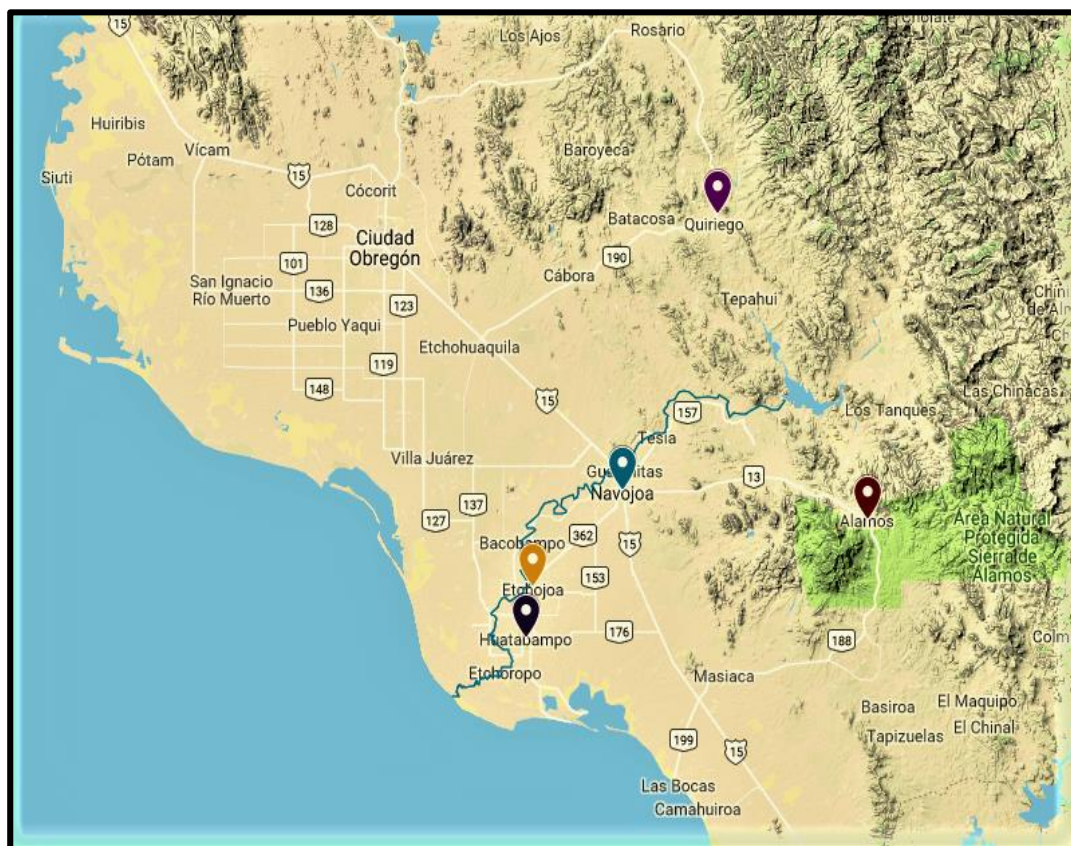 15
Los Ajos
Rosario
Huiribis
Vícam
Pótam
Siuti
15
Cócorit
Baroyeca
Batacosa
Quiriego
128
Ciudad
Obregón
190
101
San Ignacio
Río Muerto
136
123
Cábora
Tepahui
Pueblo Yaqui
Etchohuaquila
119
148
15
157
Las Chinacas
Los Tanques
Tesia
Villa Juárez
Navojoa
13
137
127
Alamos
Área Natural
Protegida
Sierra de
Álamos
362
Bacobampo
15
153
Etchojoa
176
Huatabampo
188
Etchoropo
Masiaca
Basiroa
El Maquipo
El Chinal
Tapizuelas
199
15
Las Bocas
Camahuiroa